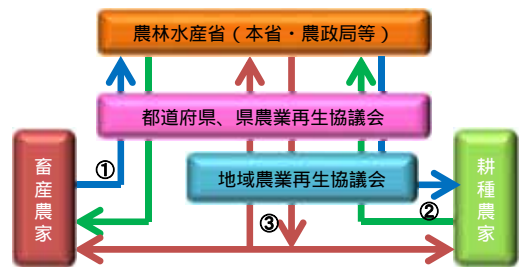 農林水産省(本省・農政局等)
都道府県、県農業再生協議会
地域農業再生協議会
畜産農家
耕種農家
①
②
③